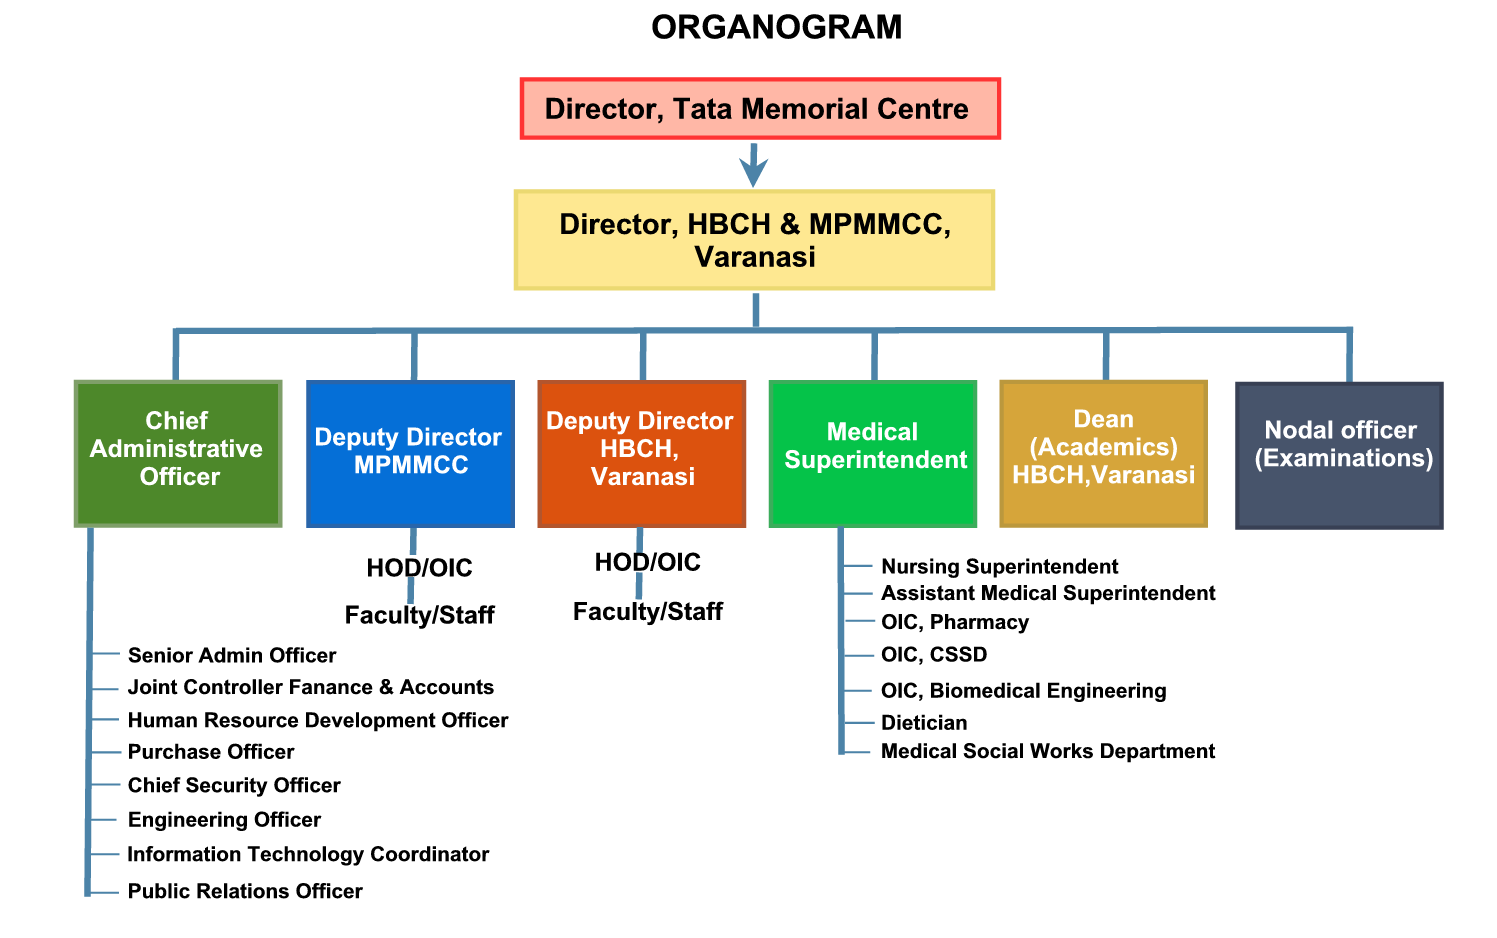 ORGANOGRAM
Director, Tata Memorial Centre
Director, HBCH & MPMMCC,
Varanasi
Chief
Administrative
Officer
Deputy Director
MPMMCC
Deputy Director
HBCH,
Varanasi
Medical
Superintendent
Dean
(Academics)
HBCH,Varanasi
Nodal officer
(Examinations)
Senior Admin Officer
Joint Controller Fanance & Accounts
Human Resource Development Officer
Purchase Officer
Chief Security Officer
Engineering Officer
Information Technology Coordinator
Public Relations Officer
HOD/OIC
Faculty/Staff
HOD/OIC
Faculty/Staff
Nursing Superintendent
Assistant Medical Superintendent
OIC, Pharmacy
OIC, CSSD
OIC, Biomedical Engineering
Dietician
Medical Social Works Department